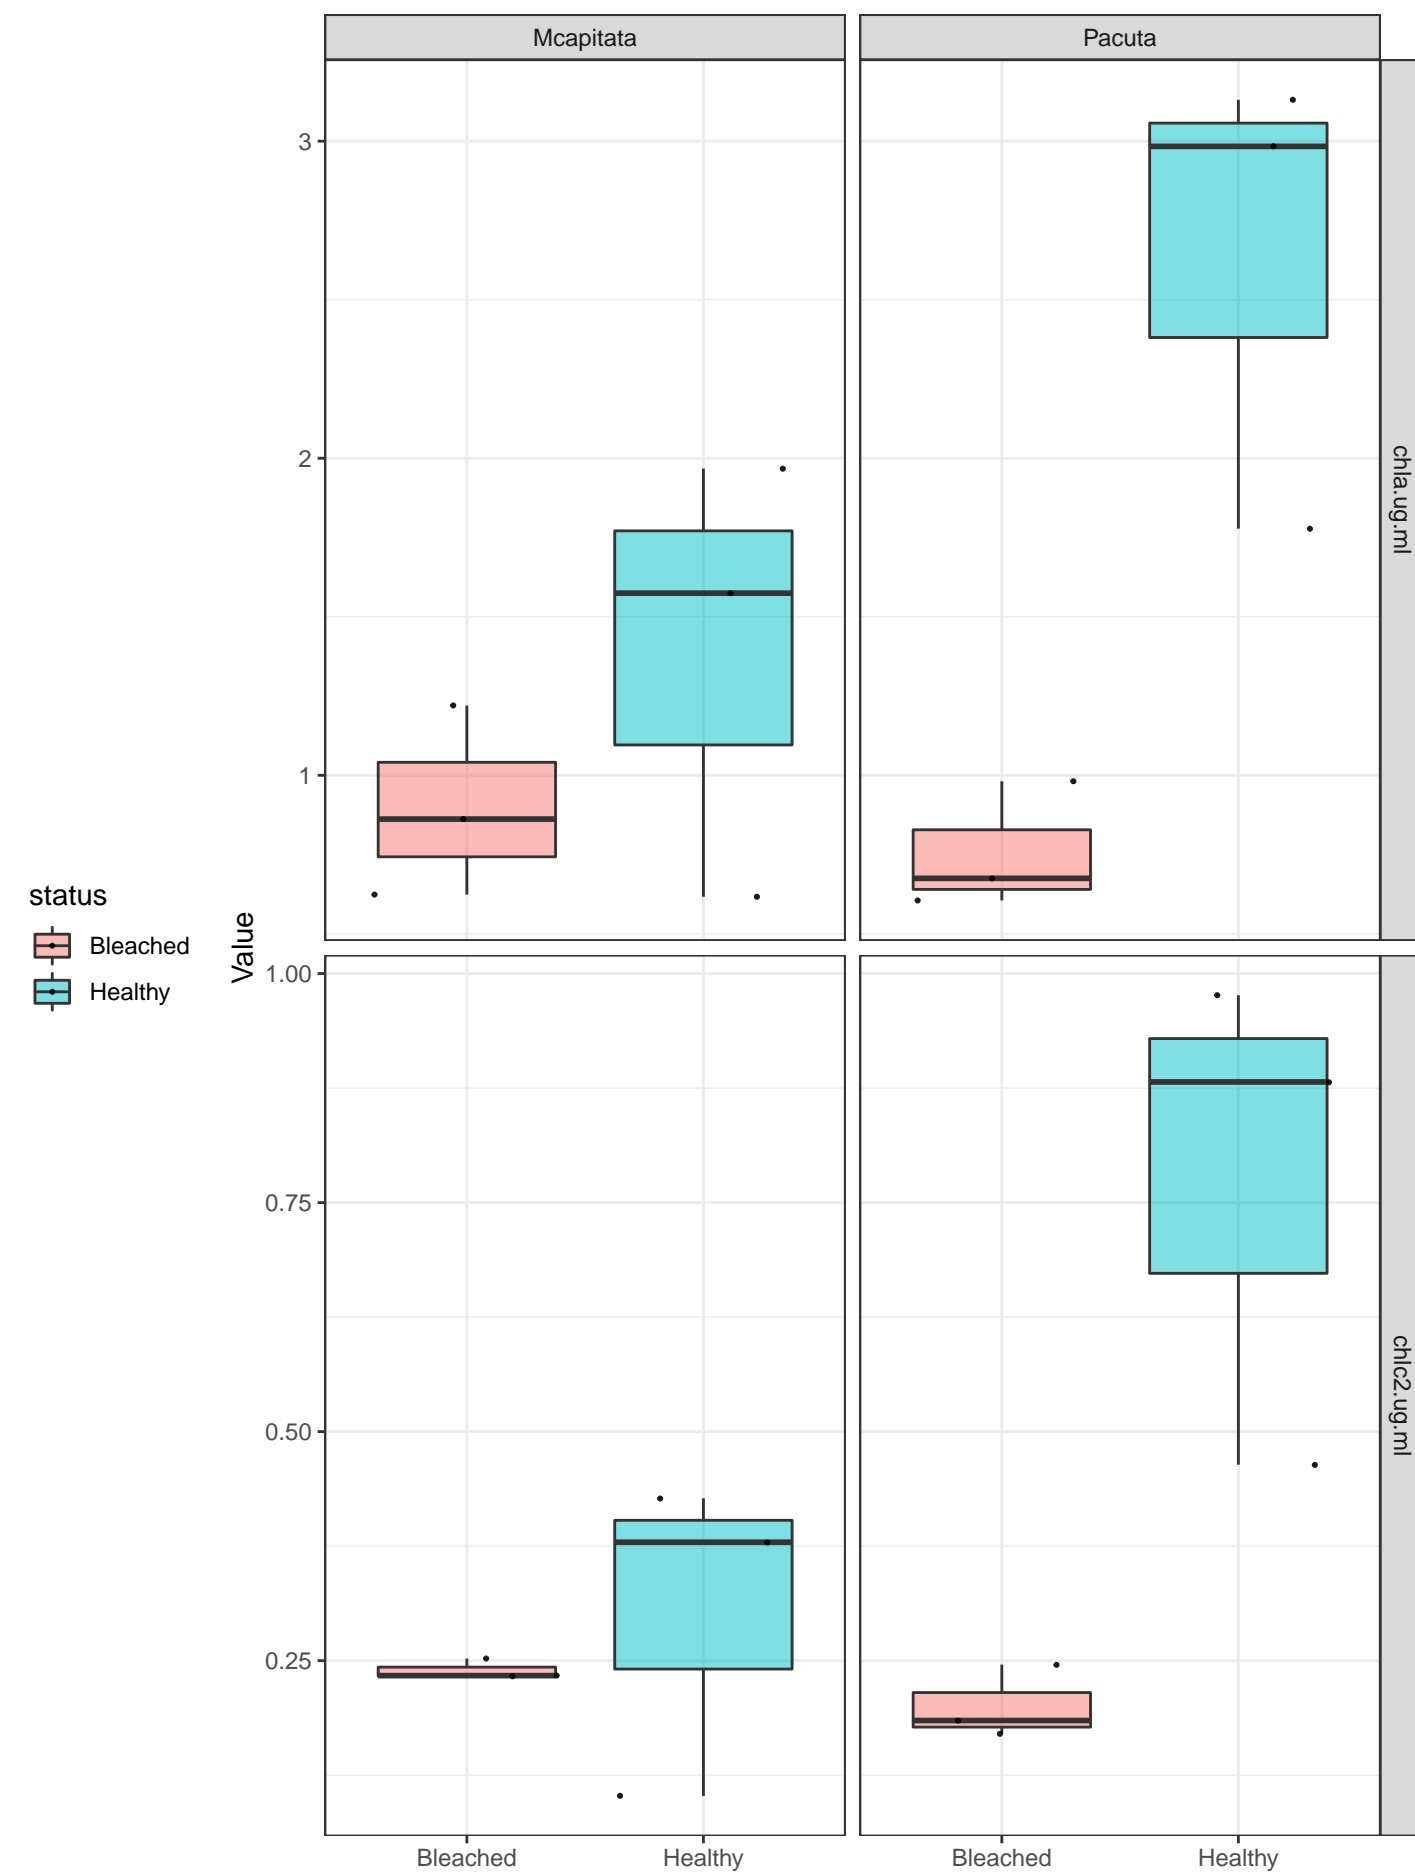 Mcapitata
Pacuta
3
2
1
chla.ug.ml
status
Bleached
Healthy
Value
1.00
0.75
0.50
0.25
chlc2.ug.ml
Bleached
Healthy
Bleached
Healthy